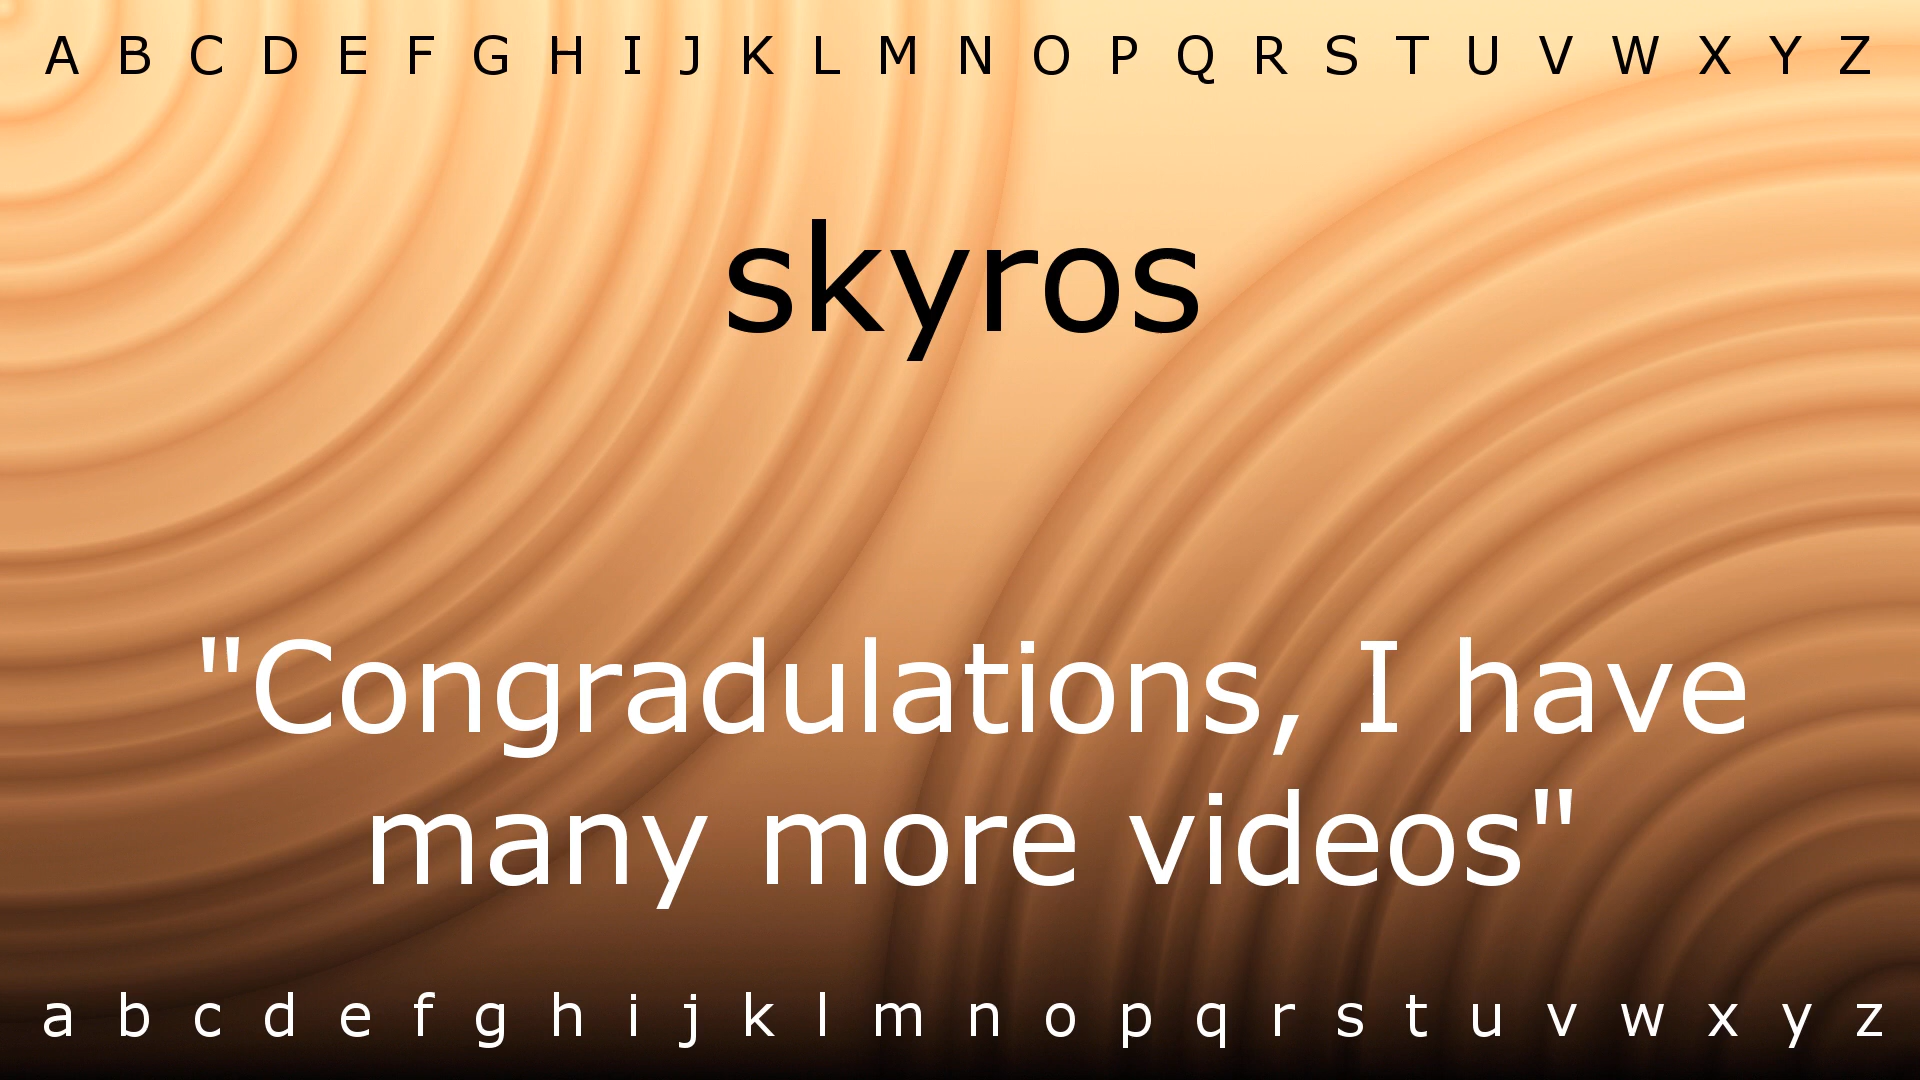 A B C D E F G H I J K L M N O P Q R S T U V W X Y Z
skyros
"Congradulations, I have
many more videos"
a b c d e f g h i j k l m n o p q r s t u v w x y z